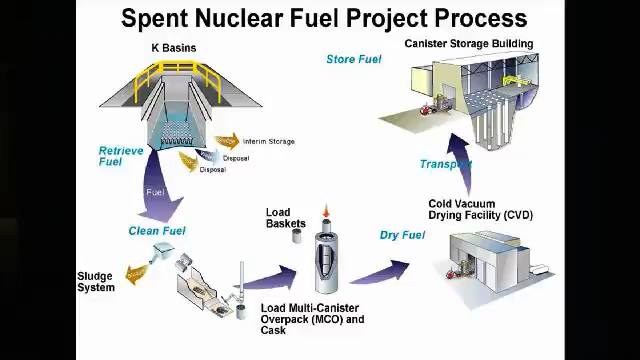 Spent Nuclear Fuel Project Process
K Basins
Canister Storage Building
Store Fuel
Sludge
Interim Storage
Retrieve
Fuel
Disposal
Disposal
Transport
Fuel
Cold Vacuum
Drying Facility (CVD)
Load
Baskets
Clean Fuel
Dry Fuel
Sludge
System
Sludge
Load Multi-Canister
Overpack (MCO) and
Cask